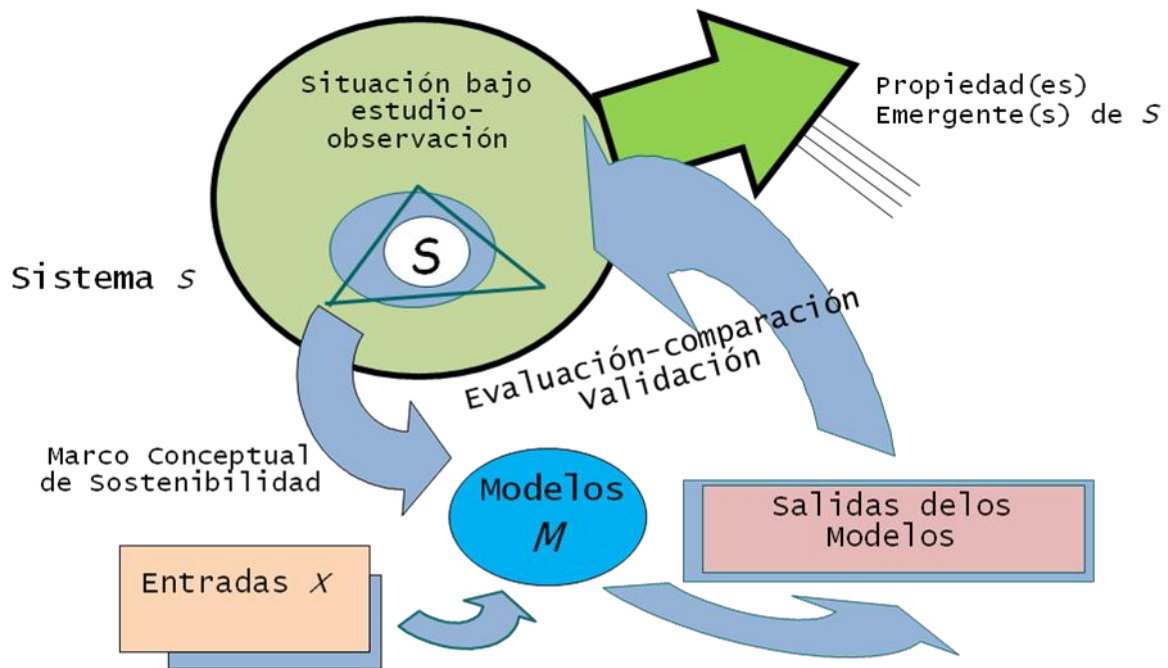 Situación bajo
estudio-
observación
Propiedad(es)
Emergente(s) de S
S
Sistema S
Evaluación-comparación
Validación
Marco Conceptual
de Sostenibilidad
Modelos
M
Salidas delos
Modelos
Entradas X